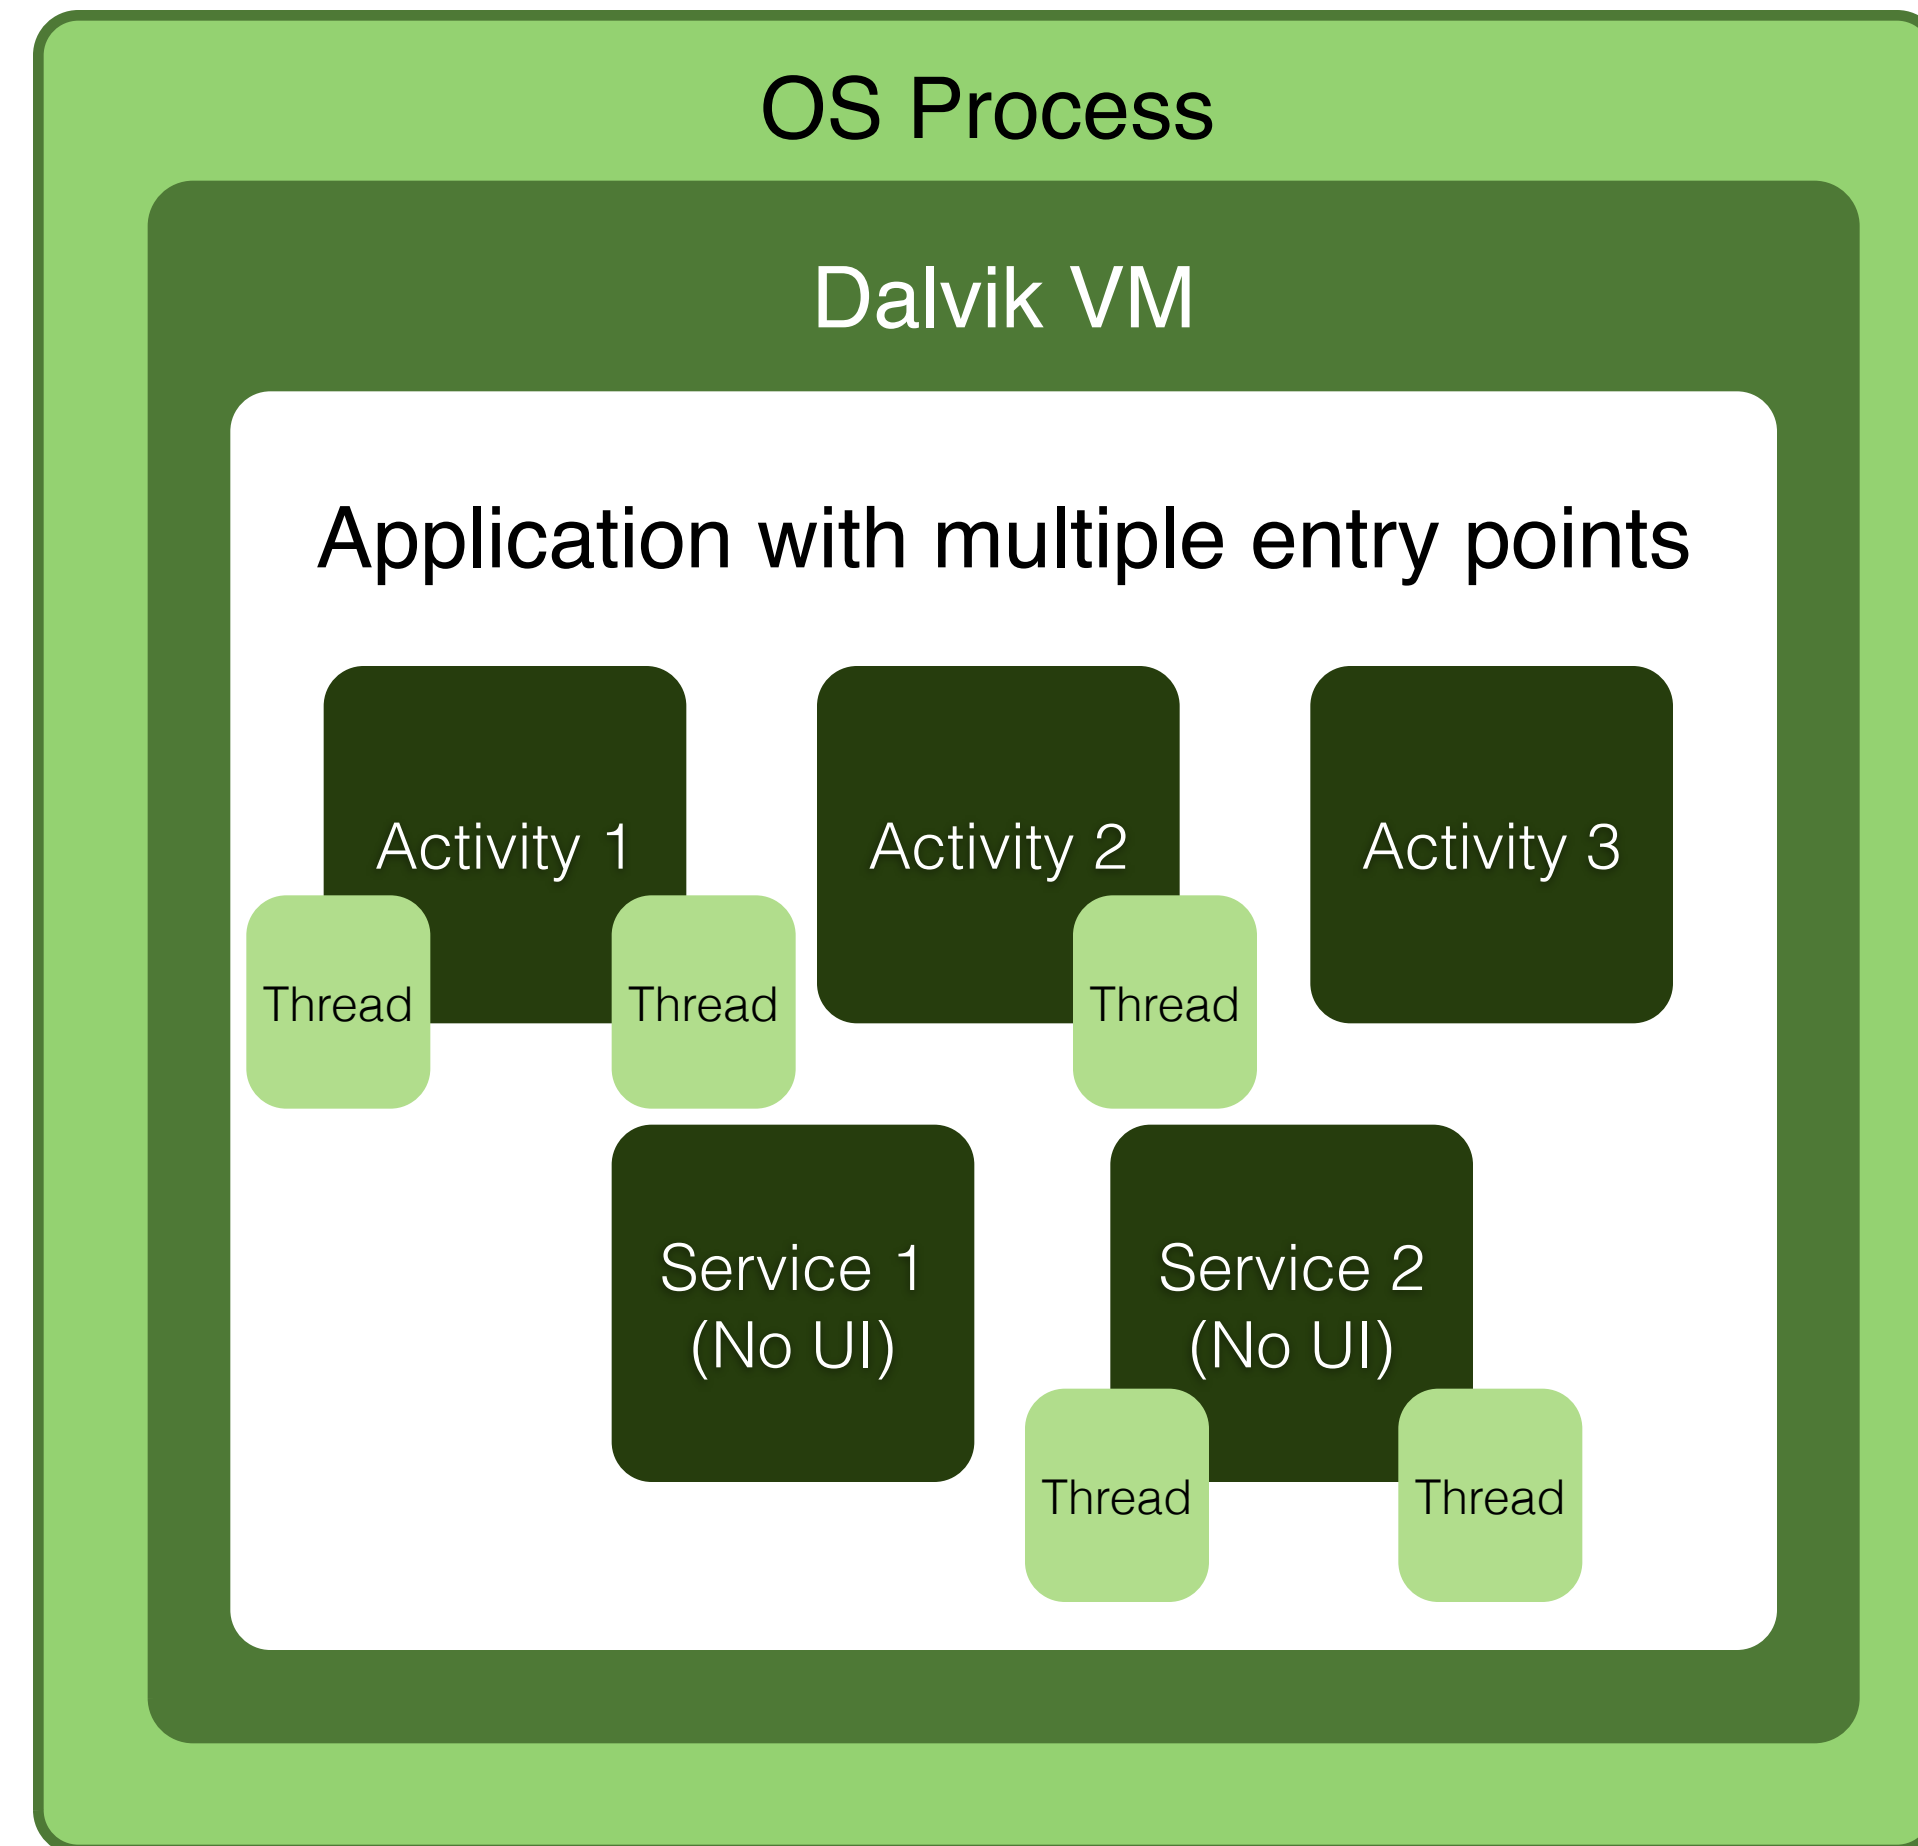 OS Process
Dalvik VM
Application with multiple entry points
Activity 1
Activity 2
Activity 3
Thread
Thread
Thread
Service 1
(No UI)
Service 2
(No UI)
Thread
Thread